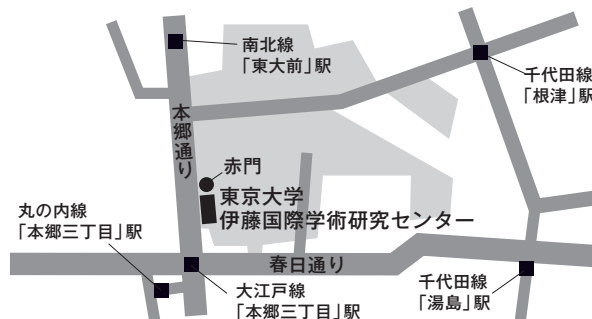 南北線
「東大前」駅
千代田線
「根津」駅
本郷通り
赤門
東京大学
伊藤国際学術研究センター
丸の内線
「本郷三丁目」駅
春日通り
大江戸線
「本郷三丁目」駅
千代田線
「湯島」駅